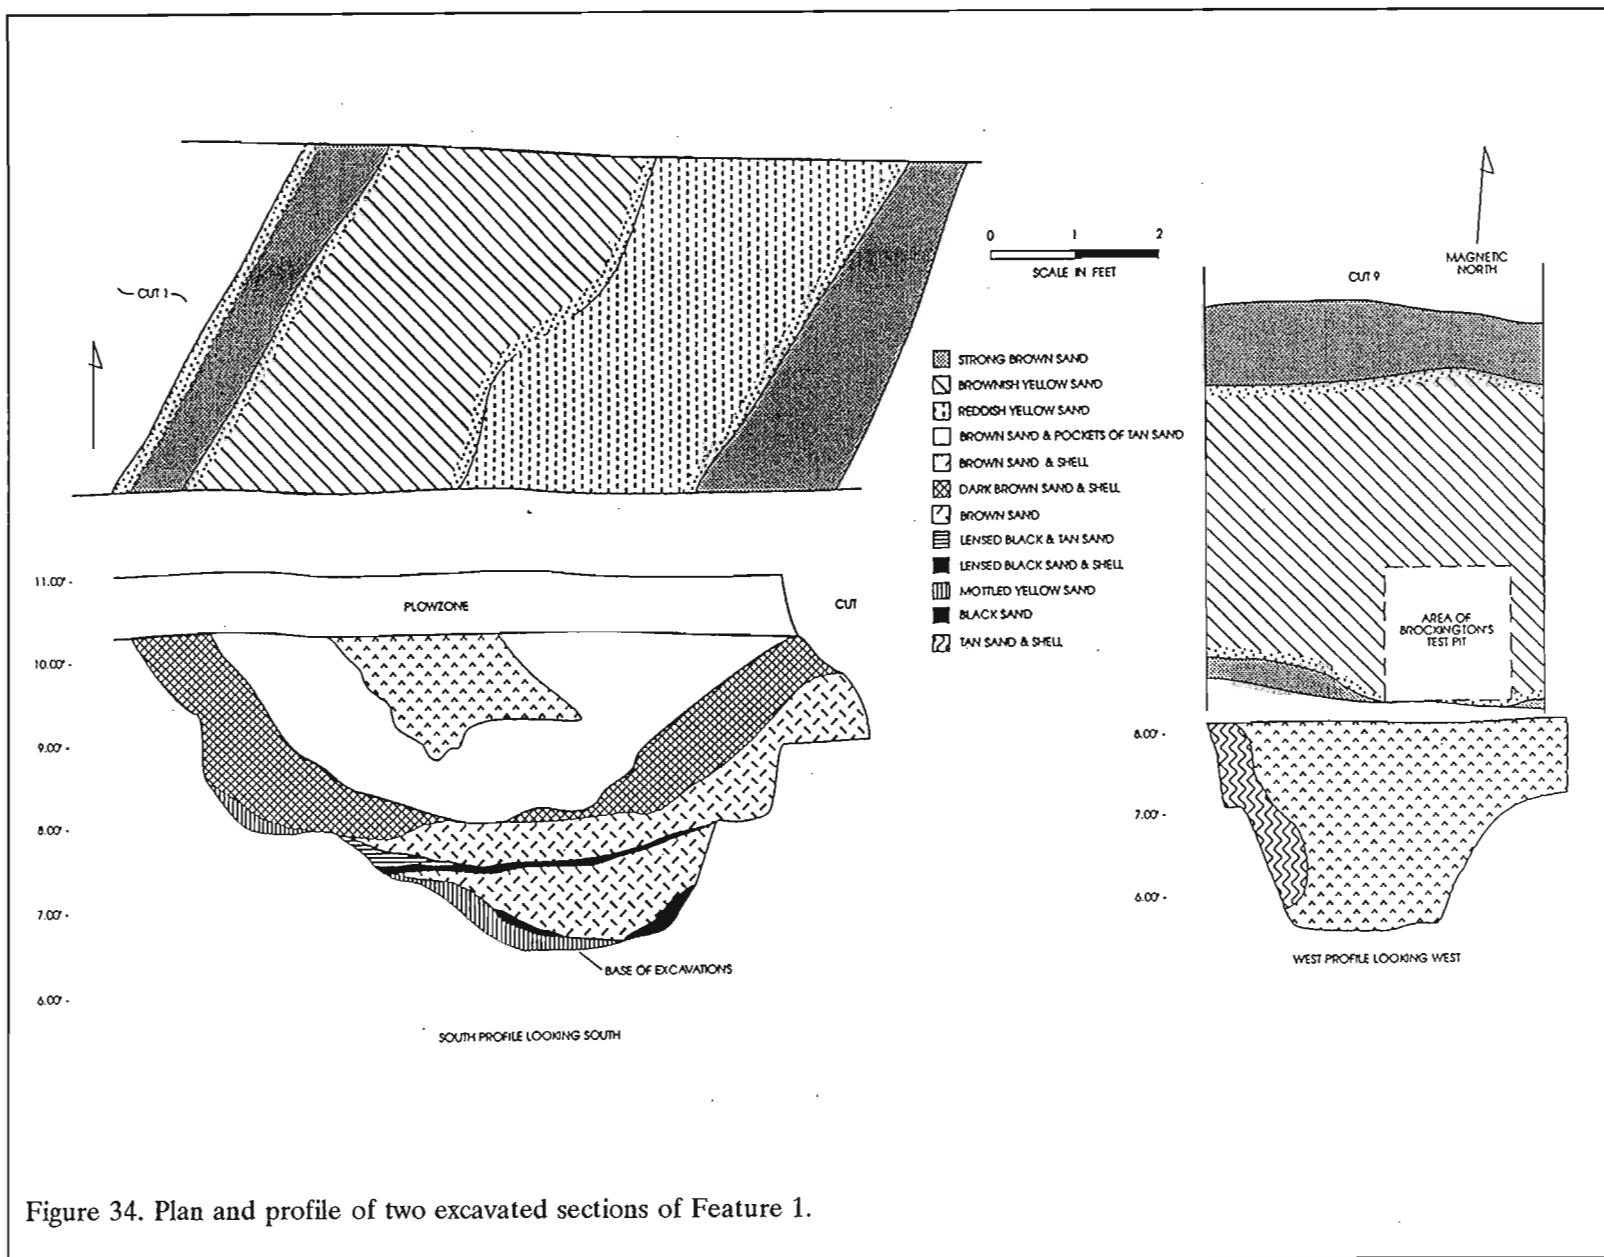 CUT 1
0 1 2
SCALE IN FEET
MAGNETIC
NORTH
CUT 9
STRONG BROWN SAND
BROWNISH YELLOW SAND
REDDISH YELLOW SAND
BROWN SAND & POCKETS OF TAN SAND
BROWN SAND & SHELL
DARK BROWN SAND & SHELL
BROWN SAND
LENSED BLACK & TAN SAND
LENSED BLACK SAND & SHELL
MOTTLED YELLOW SAND
BLACK SAND
TAN SAND & SHELL
AREA OF
BROCKINGTON'S
TEST PIT
11.00' -
10.00' -
9.00' -
8.00' -
7.00' -
6.00' -
PLOWZONE
CUT
BASE OF EXCAVATIONS
SOUTH PROFILE LOOKING SOUTH
8.00' -
7.00' -
6.00' -
WEST PROFILE LOOKING WEST
Figure 34. Plan and profile of two excavated sections of Feature 1.